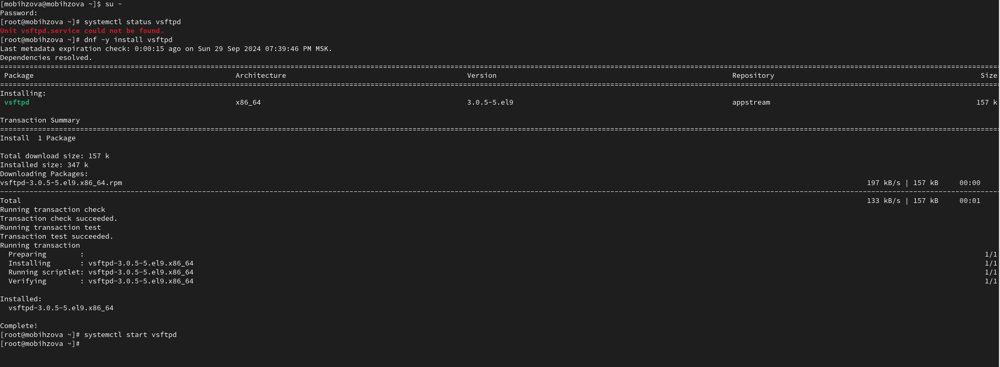 [mobihzova@mobihzova ~]$ su -
Password:
[root@mobihzova ~]# systemctl status vsftpd
Unit vsftpd.service could not be found.
[root@mobihzova ~]# dnf -y install vsftpd
Last metadata expiration check: 0:00:15 ago on Sun 29 Sep 2024 07:39:46 PM MSK.
Dependencies resolved.
Package Architecture Version Repository Size
Installing:
vsftpd x86_64 3.0.5-5.el9 appstream 157 k
Transaction Summary
Install 1 Package
Total download size: 157 k
Installed size: 347 k
Downloading Packages:
vsftpd-3.0.5-5.el9.x86_64.rpm 197 kB/s | 157 kB 00:00
Total 133 kB/s | 157 kB 00:01
Running transaction check
Transaction check succeeded.
Running transaction test
Transaction test succeeded.
Running transaction
Preparing : 1/1
Installing : vsftpd-3.0.5-5.el9.x86_64 1/1
Running scriptlet: vsftpd-3.0.5-5.el9.x86_64 1/1
Verifying : vsftpd-3.0.5-5.el9.x86_64 1/1
Installed:
vsftpd-3.0.5-5.el9.x86_64
Complete!
[root@mobihzova ~]# systemctl start vsftpd
[root@mobihzova ~]#